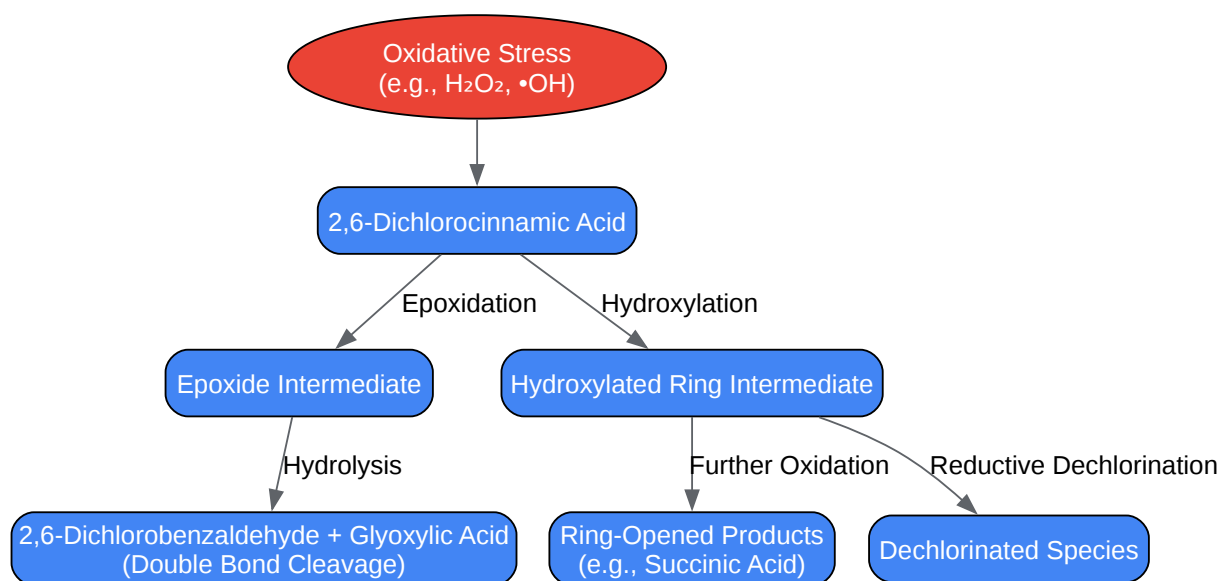 Oxidative Stress
(e.g., H₂O₂, •OH)
2,6-Dichlorocinnamic Acid
Epoxidation
Hydroxylation
Epoxide Intermediate
Hydroxylated Ring Intermediate
Hydrolysis
Further Oxidation
Reductive Dechlorination
2,6-Dichlorobenzaldehyde + Glyoxylic Acid
(Double Bond Cleavage)
Ring-Opened Products
(e.g., Succinic Acid)
Dechlorinated Species